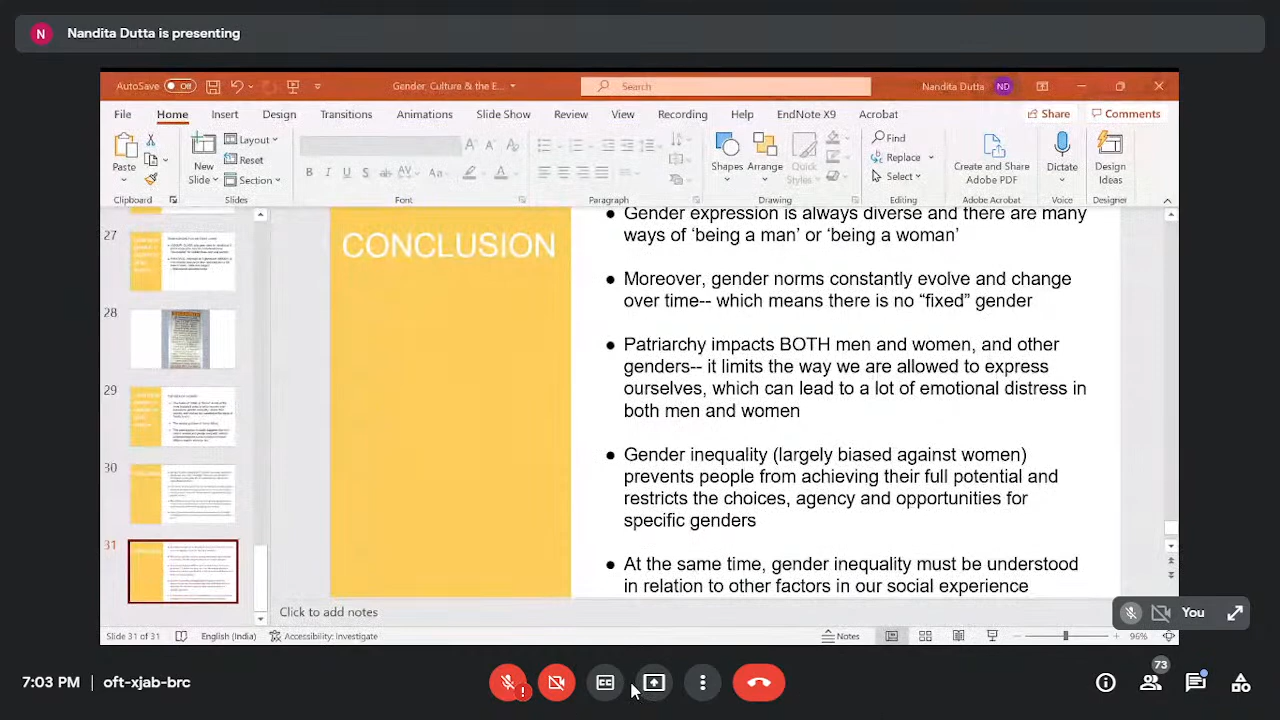 N Nandita Dutta is presenting
AutoSave Off Gender, Culture & the E... Search Nandita Dutta ND
File Home Insert Design Transitions Animations Slide Show Review View Recording Help EndNote X9 Acrobat Share Comments
Paste
New
Slide
Layout
Reset
Section
Shapes
Arrange
Quick
Styles
Find
Replace
Select
Create and Share
Adobe PDF
Dictate
Design
Ideas
Clipboard Slides Font Paragraph Drawing Editing Adobe Acrobat Voice Designer
27
28
29
30
31
CONCLUSION
● Gender expression is always diverse and there are many
ways of ‘being a man’ or ‘being a woman’
● Moreover, gender norms constantly evolve and change
over time-- which means there is no “fixed” gender
● Patriarchy impacts BOTH men and women, and other
genders-- it limits the way we are allowed to express
ourselves, which can lead to a lot of emotional distress in
both men and women
● Gender inequality (largely biased against women)
prevents people from achieving their full potential and
restricts the choices, agency and opportunities for
specific genders
● At the same time, gender inequality must be understood
in relation to other factors in our social experience
Click to add notes
You
Slide 31 of 31 English (India) Accessibility: Investigate Notes 96%
73
7:03 PM | oft-xjab-brc